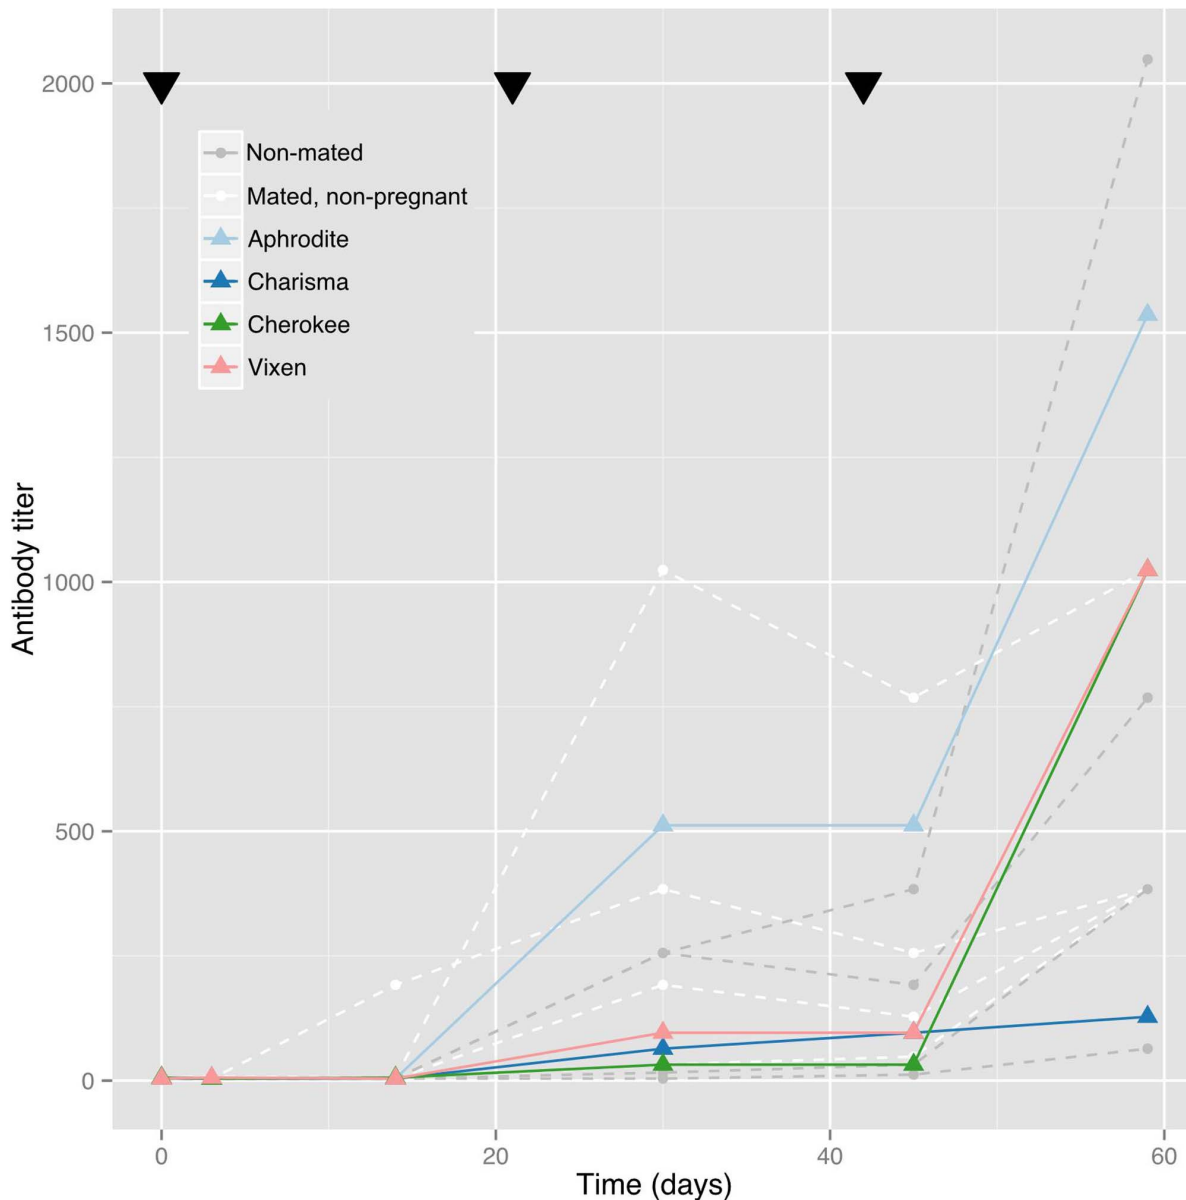 2000
Non-mated
Mated, non-pregnant
Aphrodite
Charisma
1500
Cherokee
Vixen
Antibody titer
1000
500
0
0 20 40 60
Time (days)